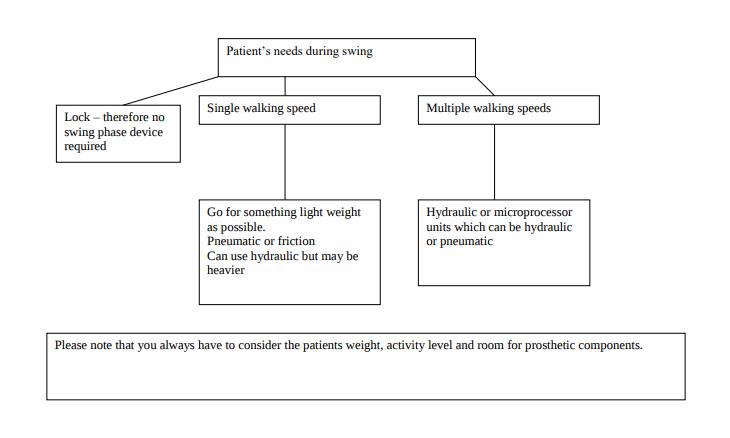 Patient’s needs during swing
Lock – therefore no
swing phase device
required
Single walking speed
Multiple walking speeds
Go for something light weight
as possible.
Pneumatic or friction
Can use hydraulic but may be
heavier
Hydraulic or microprocessor
units which can be hydraulic
or pneumatic
Please note that you always have to consider the patients weight, activity level and room for prosthetic components.